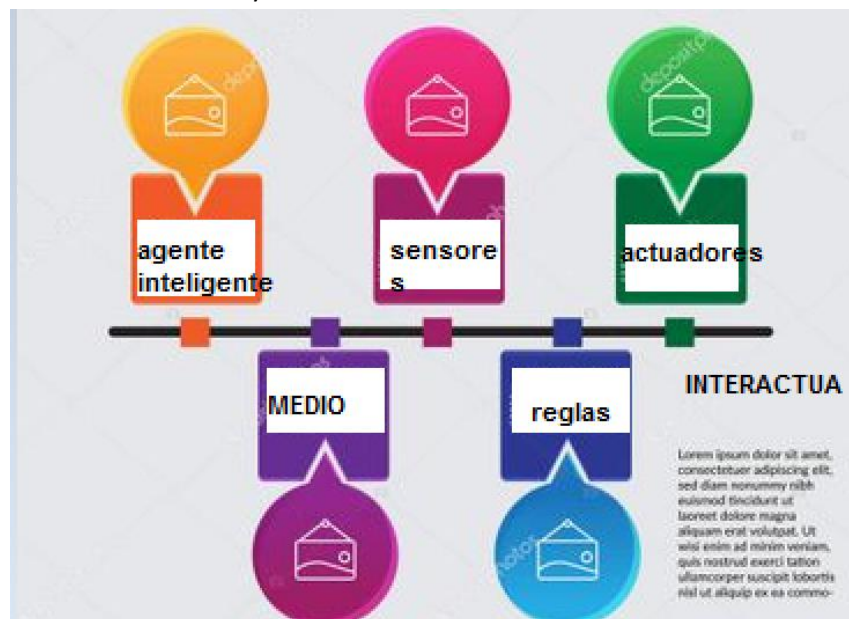 agente
inteligente
sensore
s
actuadores
MEDIO
reglas
INTERACTUA
Lorem ipsum dolor sit amet,
consectetuer adipiscing elit,
sed diam nonummy nibh
euismod tincidunt ut
laoreet dolore magna
aliquam erat volutpat. Ut
wisi enim ad minim veniam,
quis nostrud exerci tation
ullamcorper suscipit lobortis
nisl ut aliquip ex ea commo-